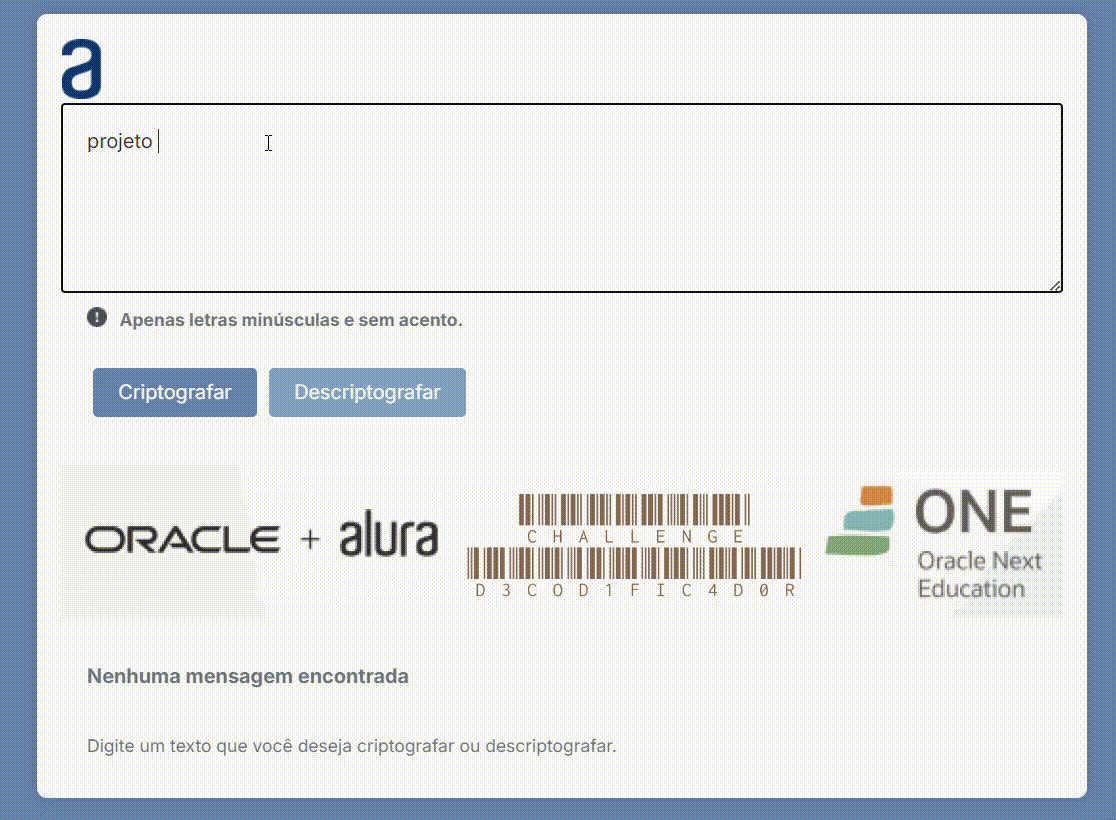 a
projeto
Apenas letras minúsculas e sem acento.
Criptografar Descriptografar
ORACLE + alura
CHALLENGE
D3COD1FIC4D0R
ONE
Oracle Next
Education
Nenhuma mensagem encontrada
Digite um texto que você deseja criptografar ou descriptografar.